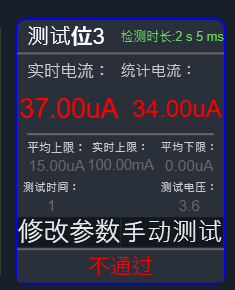 测试位3 检测时长:2 s 5 ms
实时电流： 统计电流：
37.00uA 34.00uA
平均上限： 实时上限： 平均下限：
15.00uA 100.00mA 0.00uA
测试时间： 测试电压：
1 3.6
修改参数 手动测试
不通过